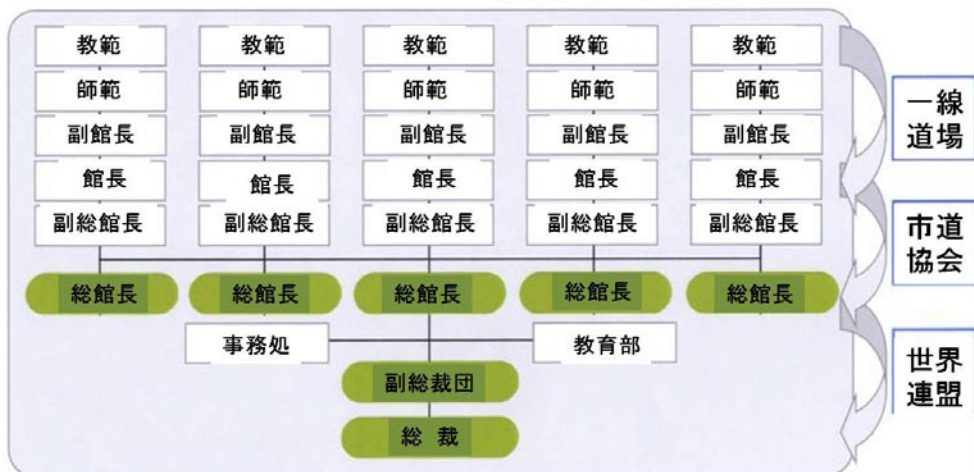 教範 教範 教範 教範 教範
師範 師範 師範 師範 師範
副館長 副館長 副館長 副館長 副館長
館長 館長 館長 館長 館長
副総館長 副総館長 副総館長 副総館長 副総館長
総館長 総館長 総館長 総館長 総館長
事務処 教育部
副総裁団
総 裁
一線
道場
市道
協会
世界
連盟